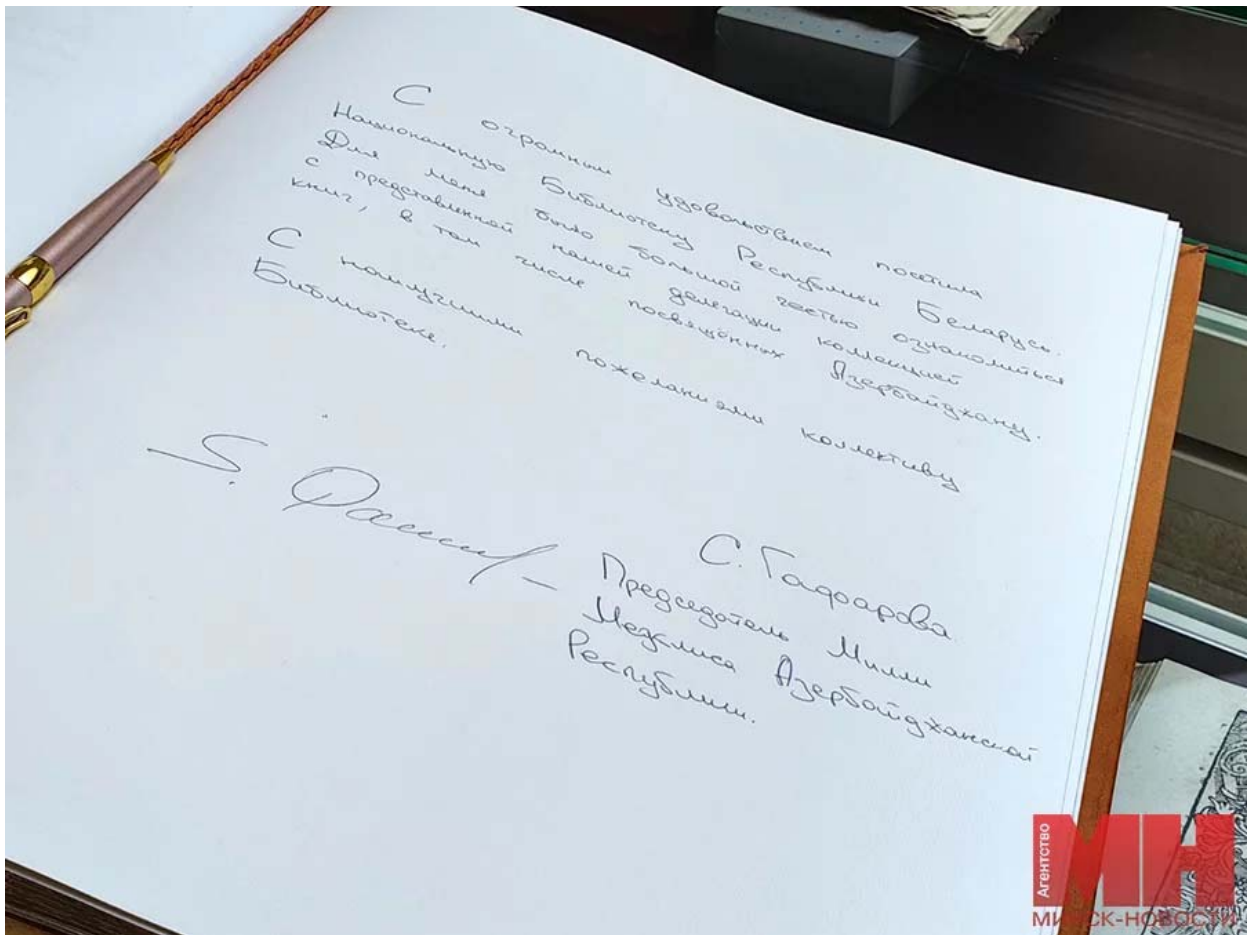 С огромным удовольствием посетила
Национальную Библиотеку Республики Беларусь.
Для меня было большой честью ознакомиться
с представленной нашей делегации коллекцией
книг, в том числе посвящённых Азербайджану.
С наилучшими пожеланиями коллективу
Библиотеки.
S.
С. Гафарова
Председатель Милли
Меджлиса Азербайджанской
Республики.
Агентство
МН
МИНСК-НОВОСТИ